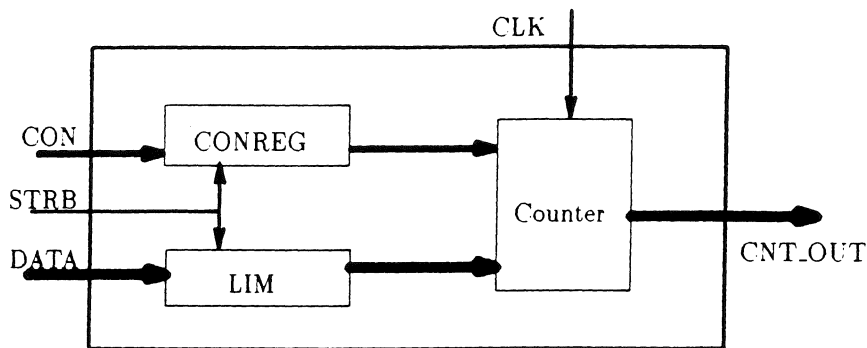 CLK
CON
CONREG
STRB
Counter
DATA
LIM
CNT_OUT